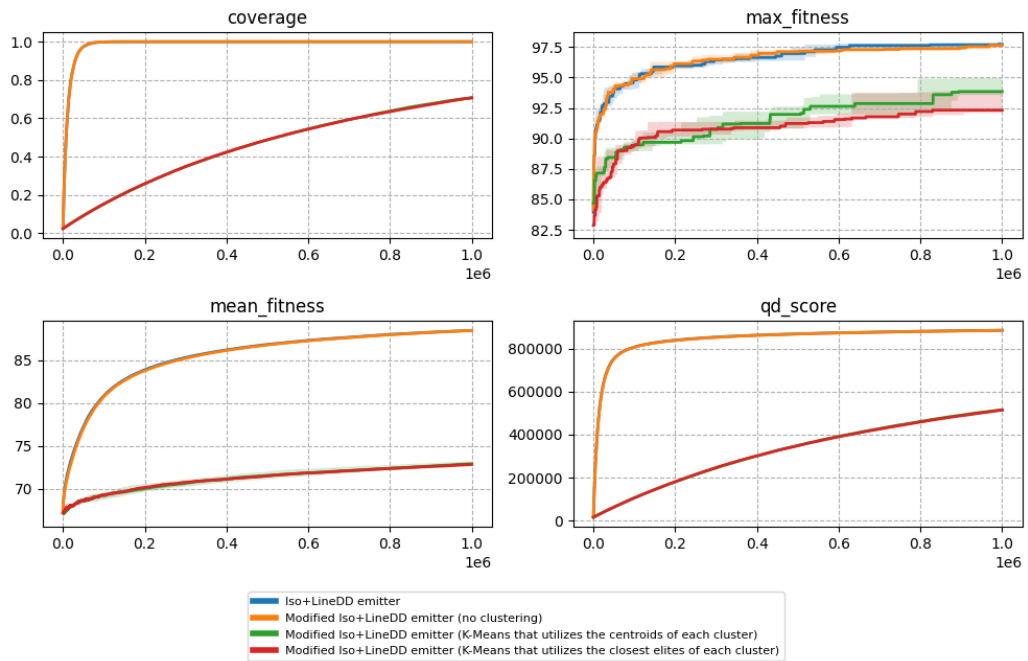 coverage
1.0
0.8
0.6
0.4
0.2
0.0
0.0 0.2 0.4 0.6 0.8 1.0
1e6
max_fitness
97.5
95.0
92.5
90.0
87.5
85.0
82.5
0.0 0.2 0.4 0.6 0.8 1.0
1e6
mean_fitness
85
80
75
70
0.0 0.2 0.4 0.6 0.8 1.0
1e6
qd_score
800000
600000
400000
200000
0
0.0 0.2 0.4 0.6 0.8 1.0
1e6
Iso+LineDD emitter
Modified Iso+LineDD emitter (no clustering)
Modified Iso+LineDD emitter (K-Means that utilizes the centroids of each cluster)
Modified Iso+LineDD emitter (K-Means that utilizes the closest elites of each cluster)